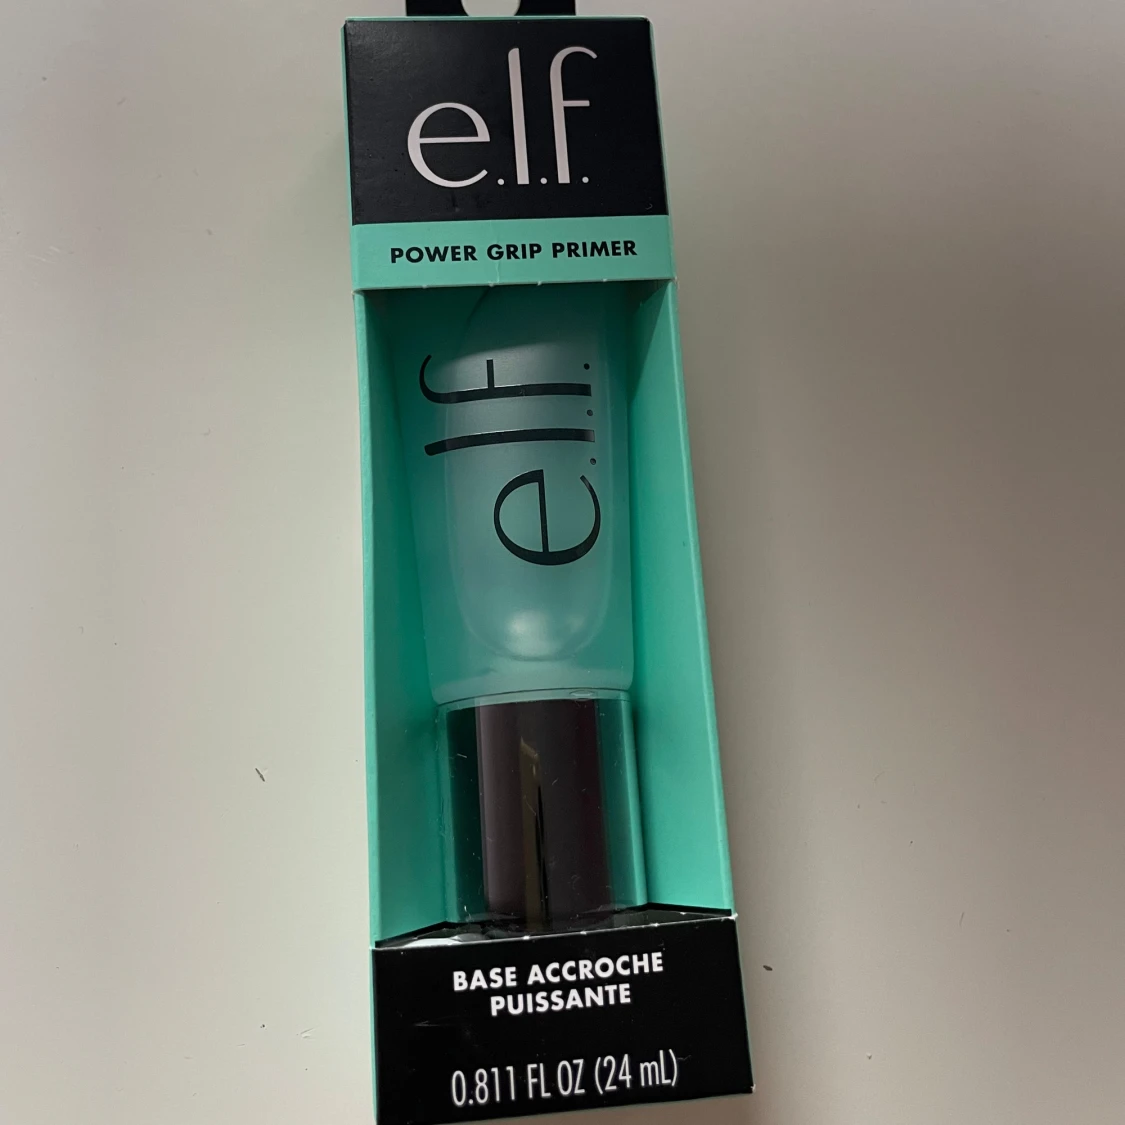 e.l.f.
POWER GRIP PRIMER
e.l.f.
BASE ACCROCHE
PUISSANTE
0.811 FL OZ (24 mL)